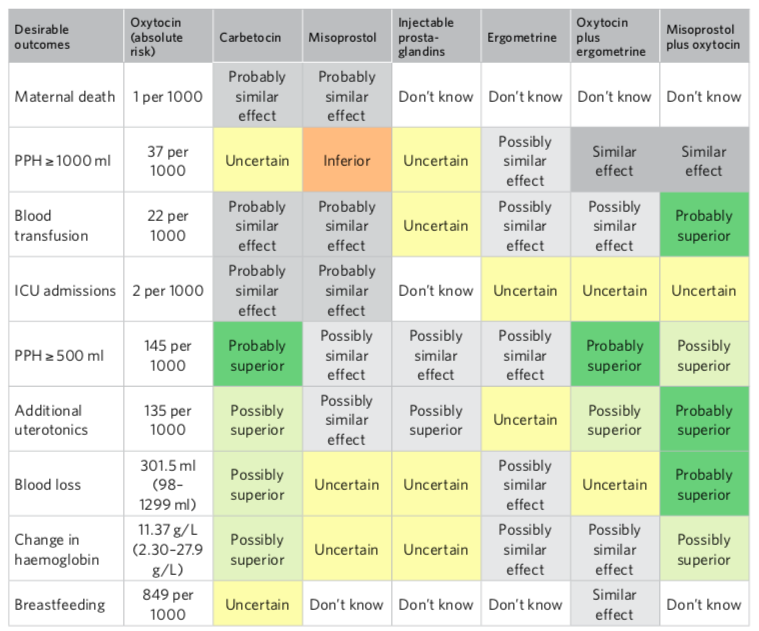 Desirable outcomes
Oxytocin (absolute risk)
Carbetocin
Misoprostol
Injectable prosta-glandins
Ergometrine
Oxytocin plus ergometrine
Misoprostol plus oxytocin
Maternal death
1 per 1000
Probably similar effect
Probably similar effect
Don't know
Don't know
Don't know
Don't know
PPH ≥ 1000 ml
37 per 1000
Uncertain
Inferior
Uncertain
Possibly similar effect
Similar effect
Similar effect
Blood transfusion
22 per 1000
Probably similar effect
Probably similar effect
Uncertain
Possibly similar effect
Possibly similar effect
Probably superior
ICU admissions
2 per 1000
Probably similar effect
Probably similar effect
Don't know
Uncertain
Uncertain
Uncertain
PPH ≥ 500 ml
145 per 1000
Probably superior
Possibly similar effect
Possibly similar effect
Possibly similar effect
Probably superior
Possibly superior
Additional uterotonics
135 per 1000
Possibly superior
Possibly similar effect
Possibly superior
Uncertain
Possibly superior
Probably superior
Blood loss
301.5 ml (98–1299 ml)
Possibly superior
Uncertain
Uncertain
Possibly similar effect
Uncertain
Probably superior
Change in haemoglobin
11.37 g/L (2.30–27.9 g/L)
Possibly superior
Uncertain
Uncertain
Possibly similar effect
Possibly similar effect
Possibly superior
Breastfeeding
849 per 1000
Uncertain
Don't know
Don't know
Don't know
Similar effect
Don't know